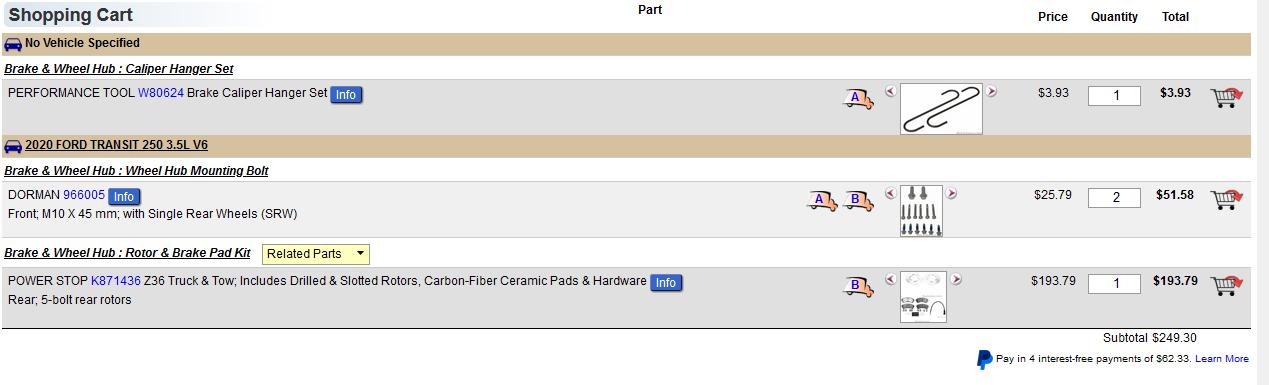 Shopping Cart Part Price Quantity Total
No Vehicle Specified
Brake & Wheel Hub : Caliper Hanger Set
PERFORMANCE TOOL W80624 Brake Caliper Hanger Set Info A $3.93 1 $3.93
2020 FORD TRANSIT 250 3.5L V6
Brake & Wheel Hub : Wheel Hub Mounting Bolt
DORMAN 966005 Info A B $25.79 2 $51.58
Front; M10 X 45 mm; with Single Rear Wheels (SRW)
Brake & Wheel Hub : Rotor & Brake Pad Kit Related Parts
POWER STOP K871436 Z36 Truck & Tow; Includes Drilled & Slotted Rotors, Carbon-Fiber Ceramic Pads & Hardware Info B $193.79 1 $193.79
Rear; 5-bolt rear rotors
Subtotal $249.30
Pay in 4 interest-free payments of $62.33. Learn More